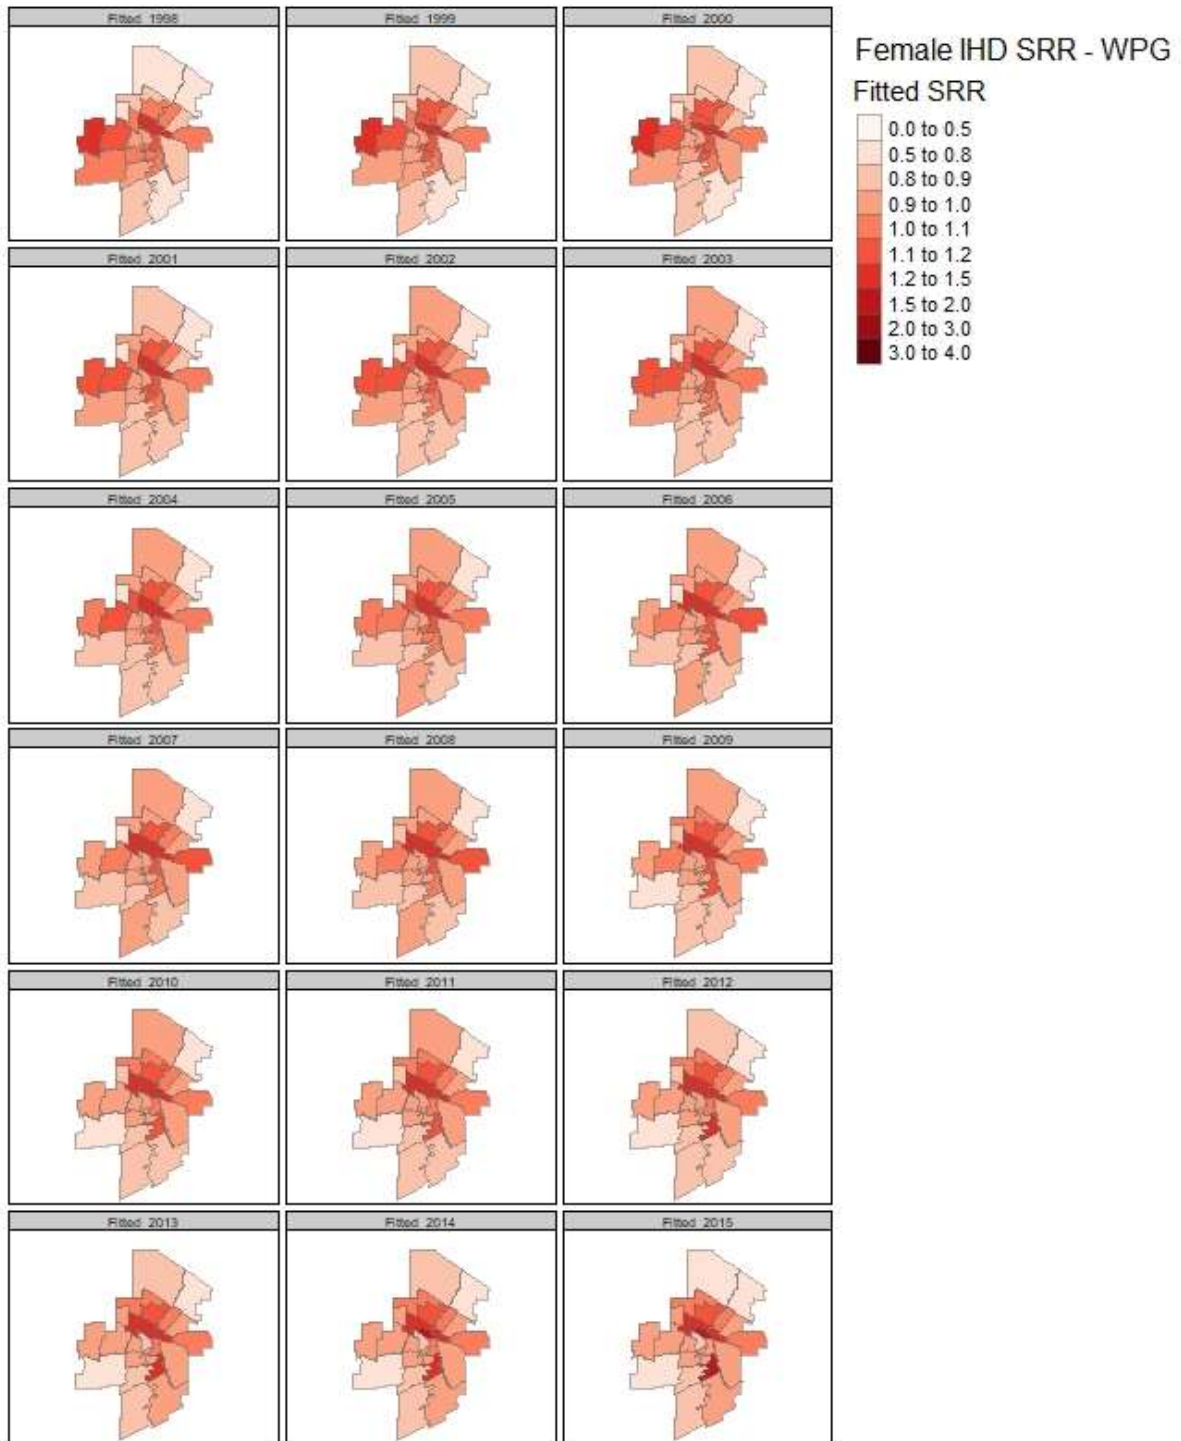 Fitted 1998
Fitted 1999
Fitted 2000
Female IHD SRR - WPG
Fitted SRR
0.0 to 0.5
0.5 to 0.8
0.8 to 0.9
0.9 to 1.0
1.0 to 1.1
1.1 to 1.2
1.2 to 1.5
1.5 to 2.0
2.0 to 3.0
3.0 to 4.0
Fitted 2001
Fitted 2002
Fitted 2003
Fitted 2004
Fitted 2005
Fitted 2006
Fitted 2007
Fitted 2008
Fitted 2009
Fitted 2010
Fitted 2011
Fitted 2012
Fitted 2013
Fitted 2014
Fitted 2015